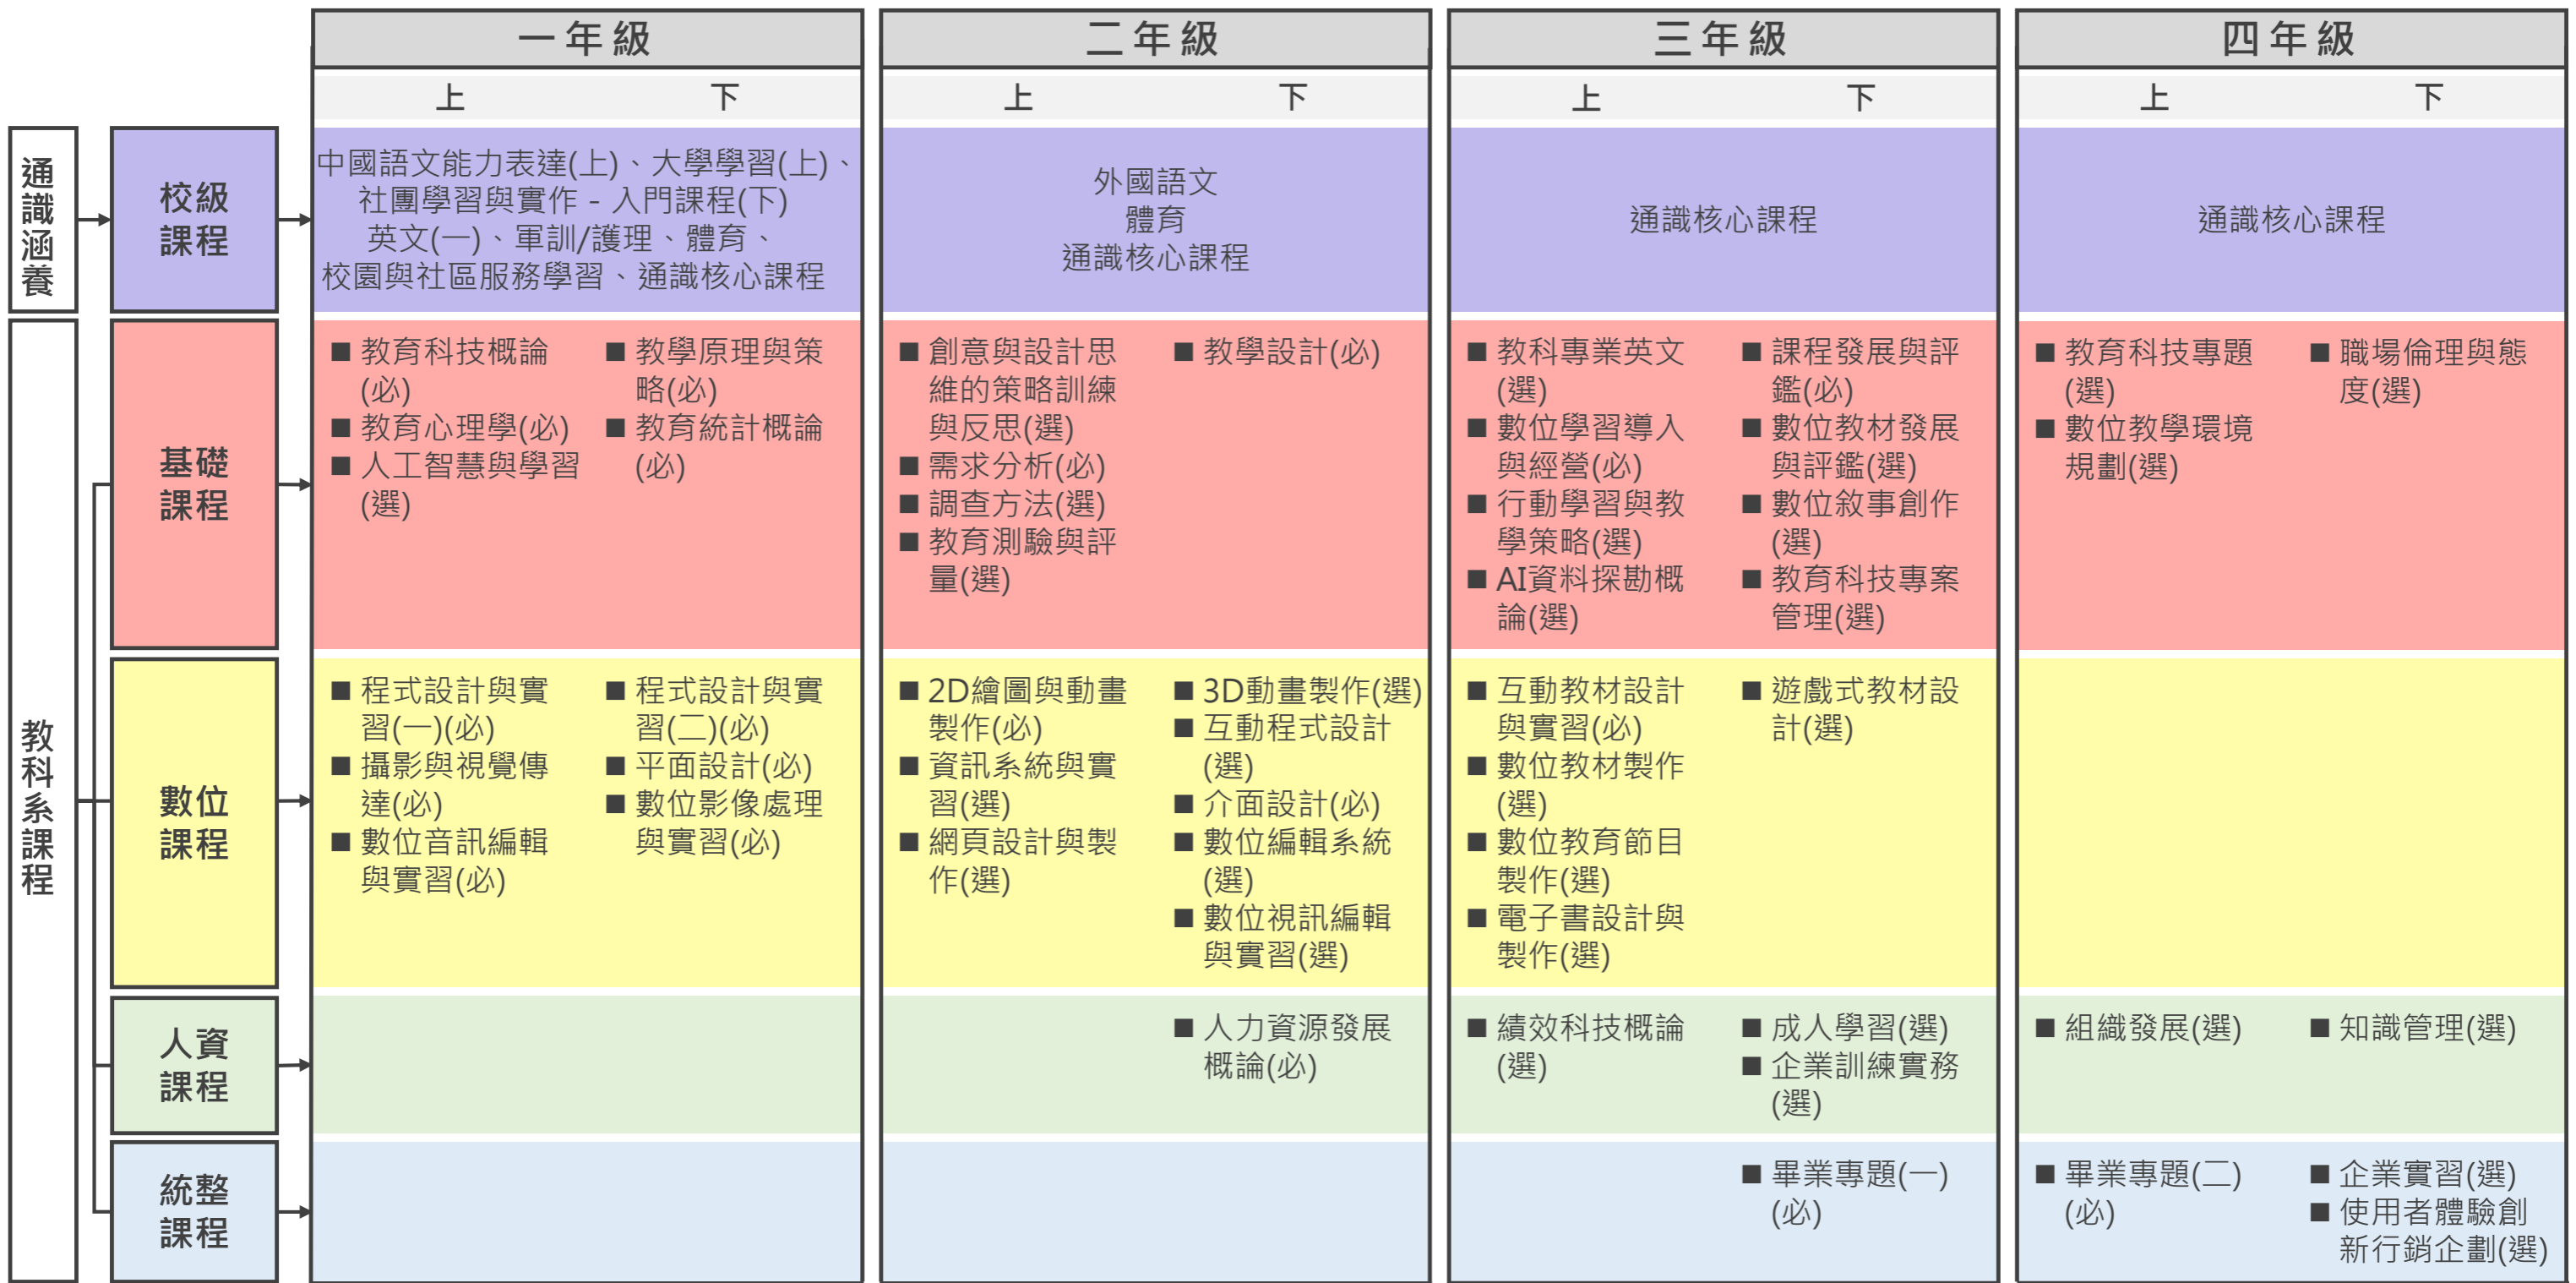 一年級
二年級
三年級
四年級
上
下
上
下
上
下
上
下
通識涵養
校級
課程
中國語文能力表達(上)、大學學習(上)、
社團學習與實作 - 入門課程(下)
英文(一)、軍訓/護理、體育、
校園與社區服務學習、通識核心課程
外國語文
體育
通識核心課程
通識核心課程
通識核心課程
教科系課程
基礎
課程
■ 教育科技概論
(必)
■ 教育心理學(必)
■ 人工智慧與學習
(選)
■ 教學原理與策
略(必)
■ 教育統計概論
(必)
■ 創意與設計思
維的策略訓練
與反思(選)
■ 需求分析(必)
■ 調查方法(選)
■ 教育測驗與評
量(選)
■ 教學設計(必)
■ 教科專業英文
(選)
■ 數位學習導入
與經營(必)
■ 行動學習與教
學策略(選)
■ AI資料探勘概
論(選)
■ 課程發展與評
鑑(必)
■ 數位教材發展
與評鑑(選)
■ 數位敘事創作
(選)
■ 教育科技專案
管理(選)
■ 教育科技專題
(選)
■ 數位教學環境
規劃(選)
■ 職場倫理與態
度(選)
數位
課程
■ 程式設計與實
習(一)(必)
■ 攝影與視覺傳
達(必)
■ 數位音訊編輯
與實習(必)
■ 程式設計與實
習(二)(必)
■ 平面設計(必)
■ 數位影像處理
與實習(必)
■ 2D繪圖與動畫
製作(必)
■ 資訊系統與實
習(選)
■ 網頁設計與製
作(選)
■ 3D動畫製作(選)
■ 互動程式設計
(選)
■ 介面設計(必)
■ 數位編輯系統
(選)
■ 數位視訊編輯
與實習(選)
■ 互動教材設計
與實習(必)
■ 數位教材製作
(選)
■ 數位教育節目
製作(選)
■ 電子書設計與
製作(選)
■ 遊戲式教材設
計(選)
人資
課程
■ 人力資源發展
概論(必)
■ 績效科技概論
(選)
■ 成人學習(選)
■ 企業訓練實務
(選)
■ 組織發展(選)
■ 知識管理(選)
統整
課程
■ 畢業專題(一)
(必)
■ 畢業專題(二)
(必)
■ 企業實習(選)
■ 使用者體驗創
新行銷企劃(選)